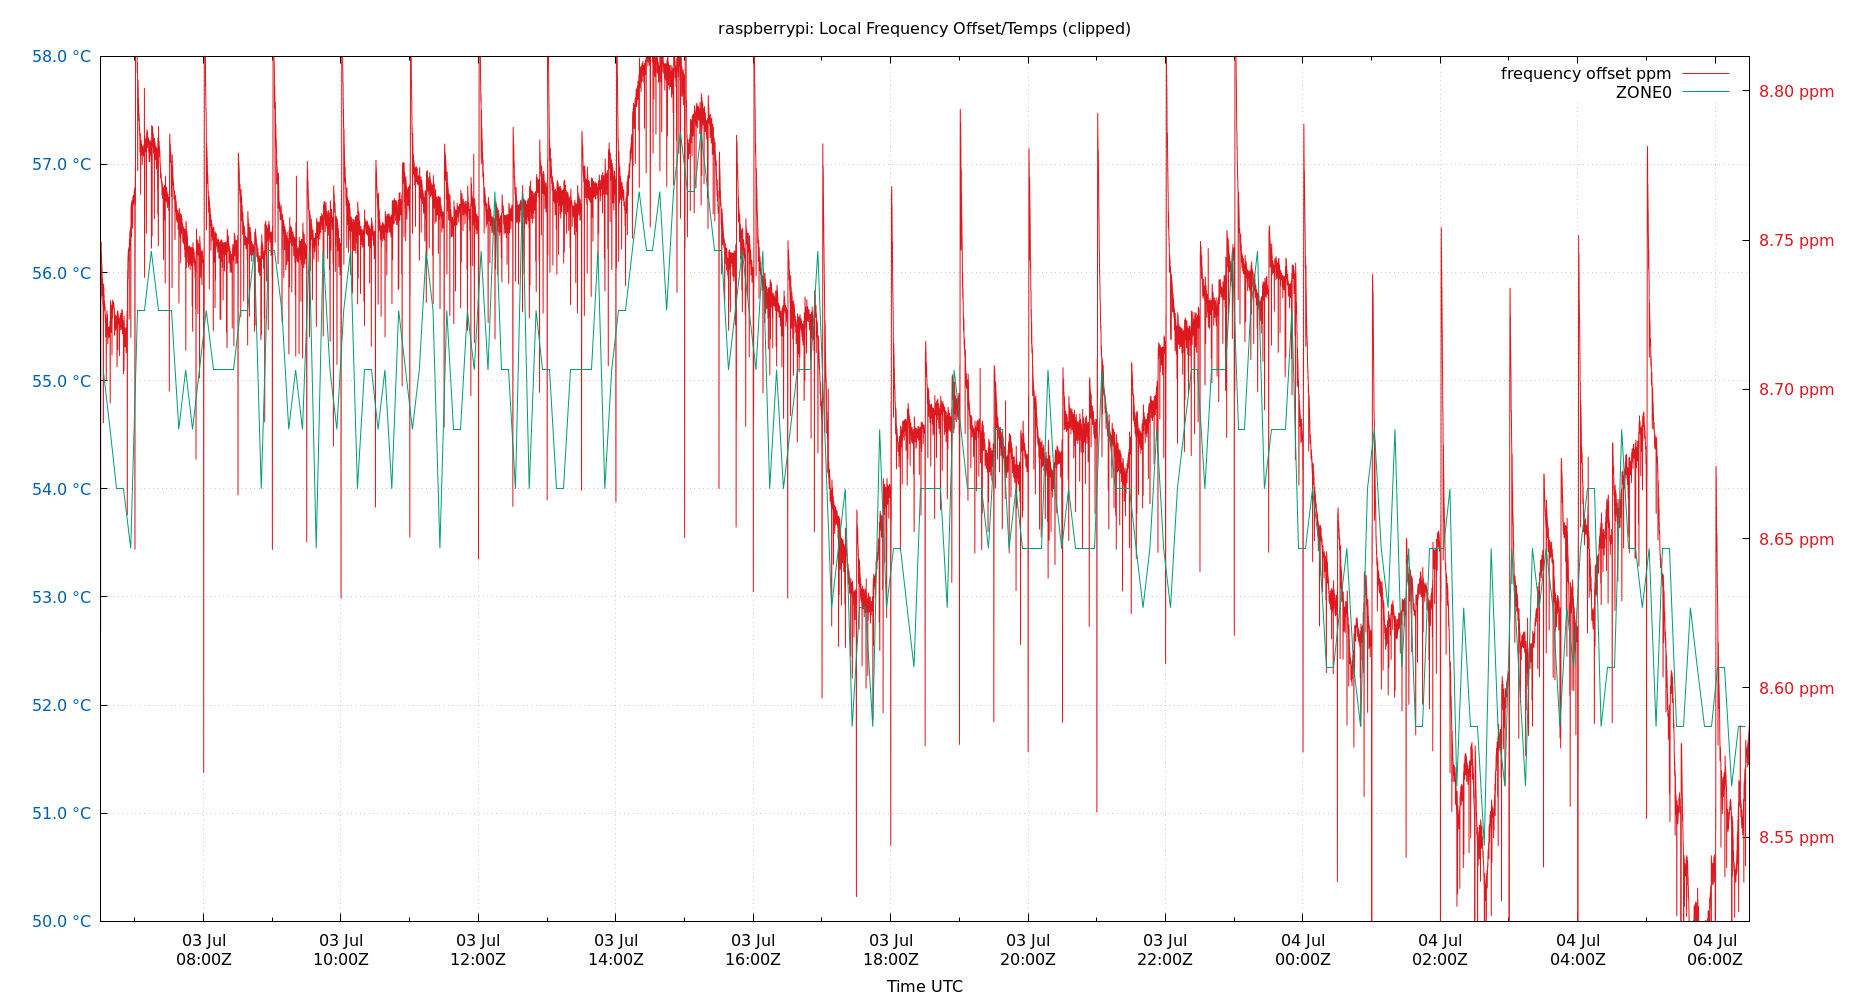 raspberrypi: Local Frequency Offset/Temps (clipped)
frequency offset ppm
ZONE0
58.0 °C
57.0 °C
56.0 °C
55.0 °C
54.0 °C
53.0 °C
52.0 °C
51.0 °C
50.0 °C
8.80 ppm
8.75 ppm
8.70 ppm
8.65 ppm
8.60 ppm
8.55 ppm
03 Jul
08:00Z
03 Jul
10:00Z
03 Jul
12:00Z
03 Jul
14:00Z
03 Jul
16:00Z
03 Jul
18:00Z
03 Jul
20:00Z
03 Jul
22:00Z
04 Jul
00:00Z
04 Jul
02:00Z
04 Jul
04:00Z
04 Jul
06:00Z
Time UTC